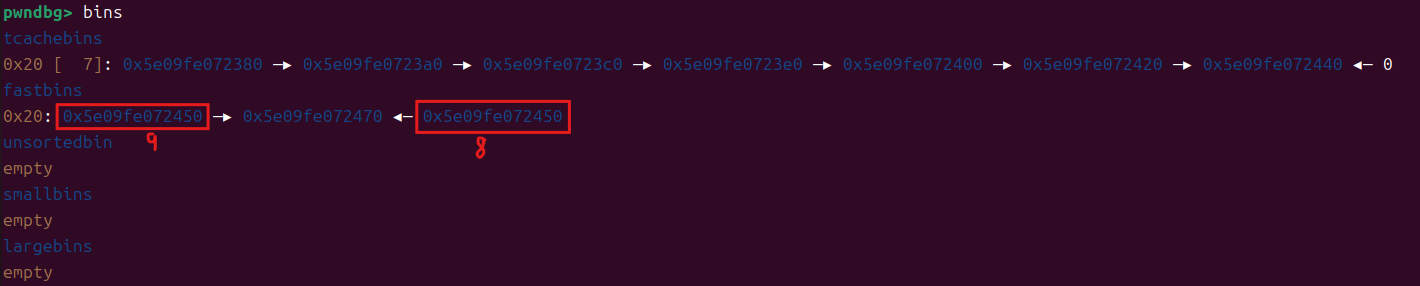 pwndbg> bins
tcachebins
0x20 [  7]: 0x5e09fe072380 —▸ 0x5e09fe0723a0 —▸ 0x5e09fe0723c0 —▸ 0x5e09fe0723e0 —▸ 0x5e09fe072400 —▸ 0x5e09fe072420 —▸ 0x5e09fe072440 ◂— 0
fastbins
0x20: 0x5e09fe072450 —▸ 0x5e09fe072470 ◂— 0x5e09fe072450
9 8
unsortedbin
empty
smallbins
empty
largebins
empty